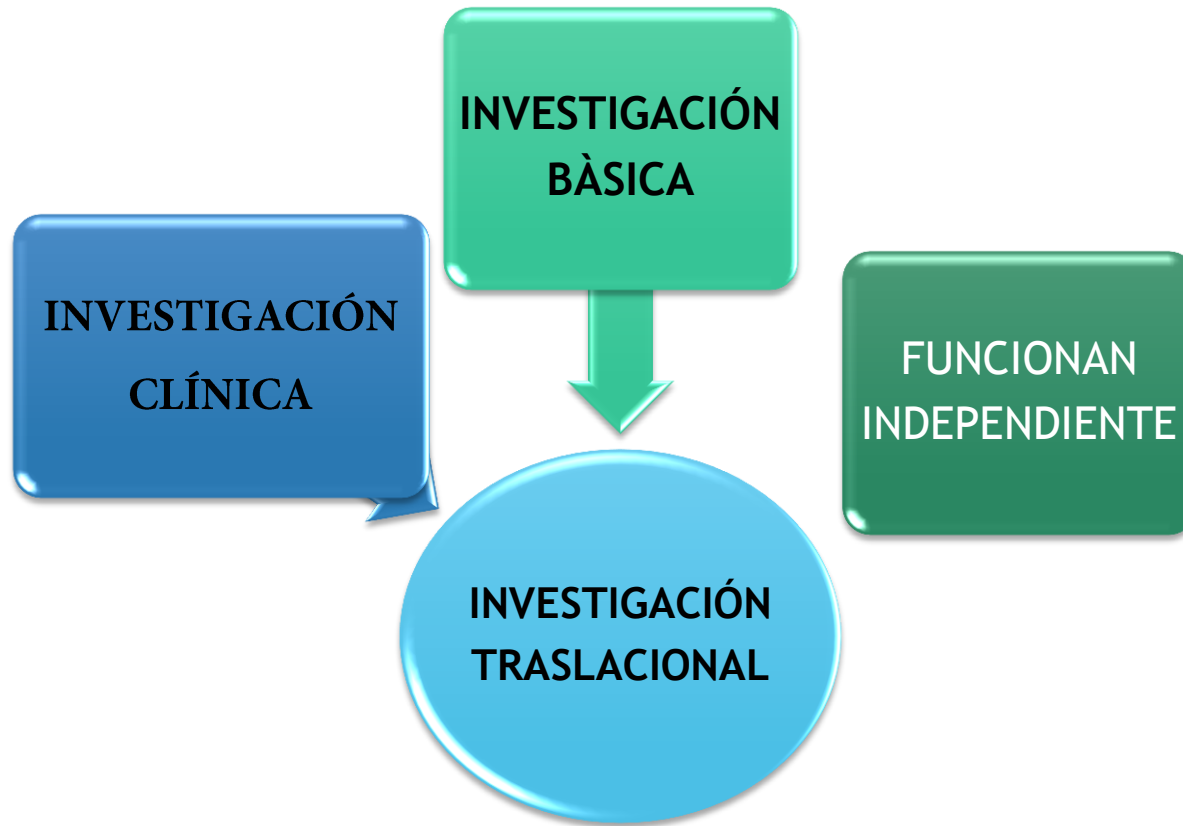 INVESTIGACIÓN
BÀSICA
INVESTIGACIÓN
CLÍNICA
FUNCIONAN
INDEPENDIENTE
INVESTIGACIÓN
TRASLACIONAL